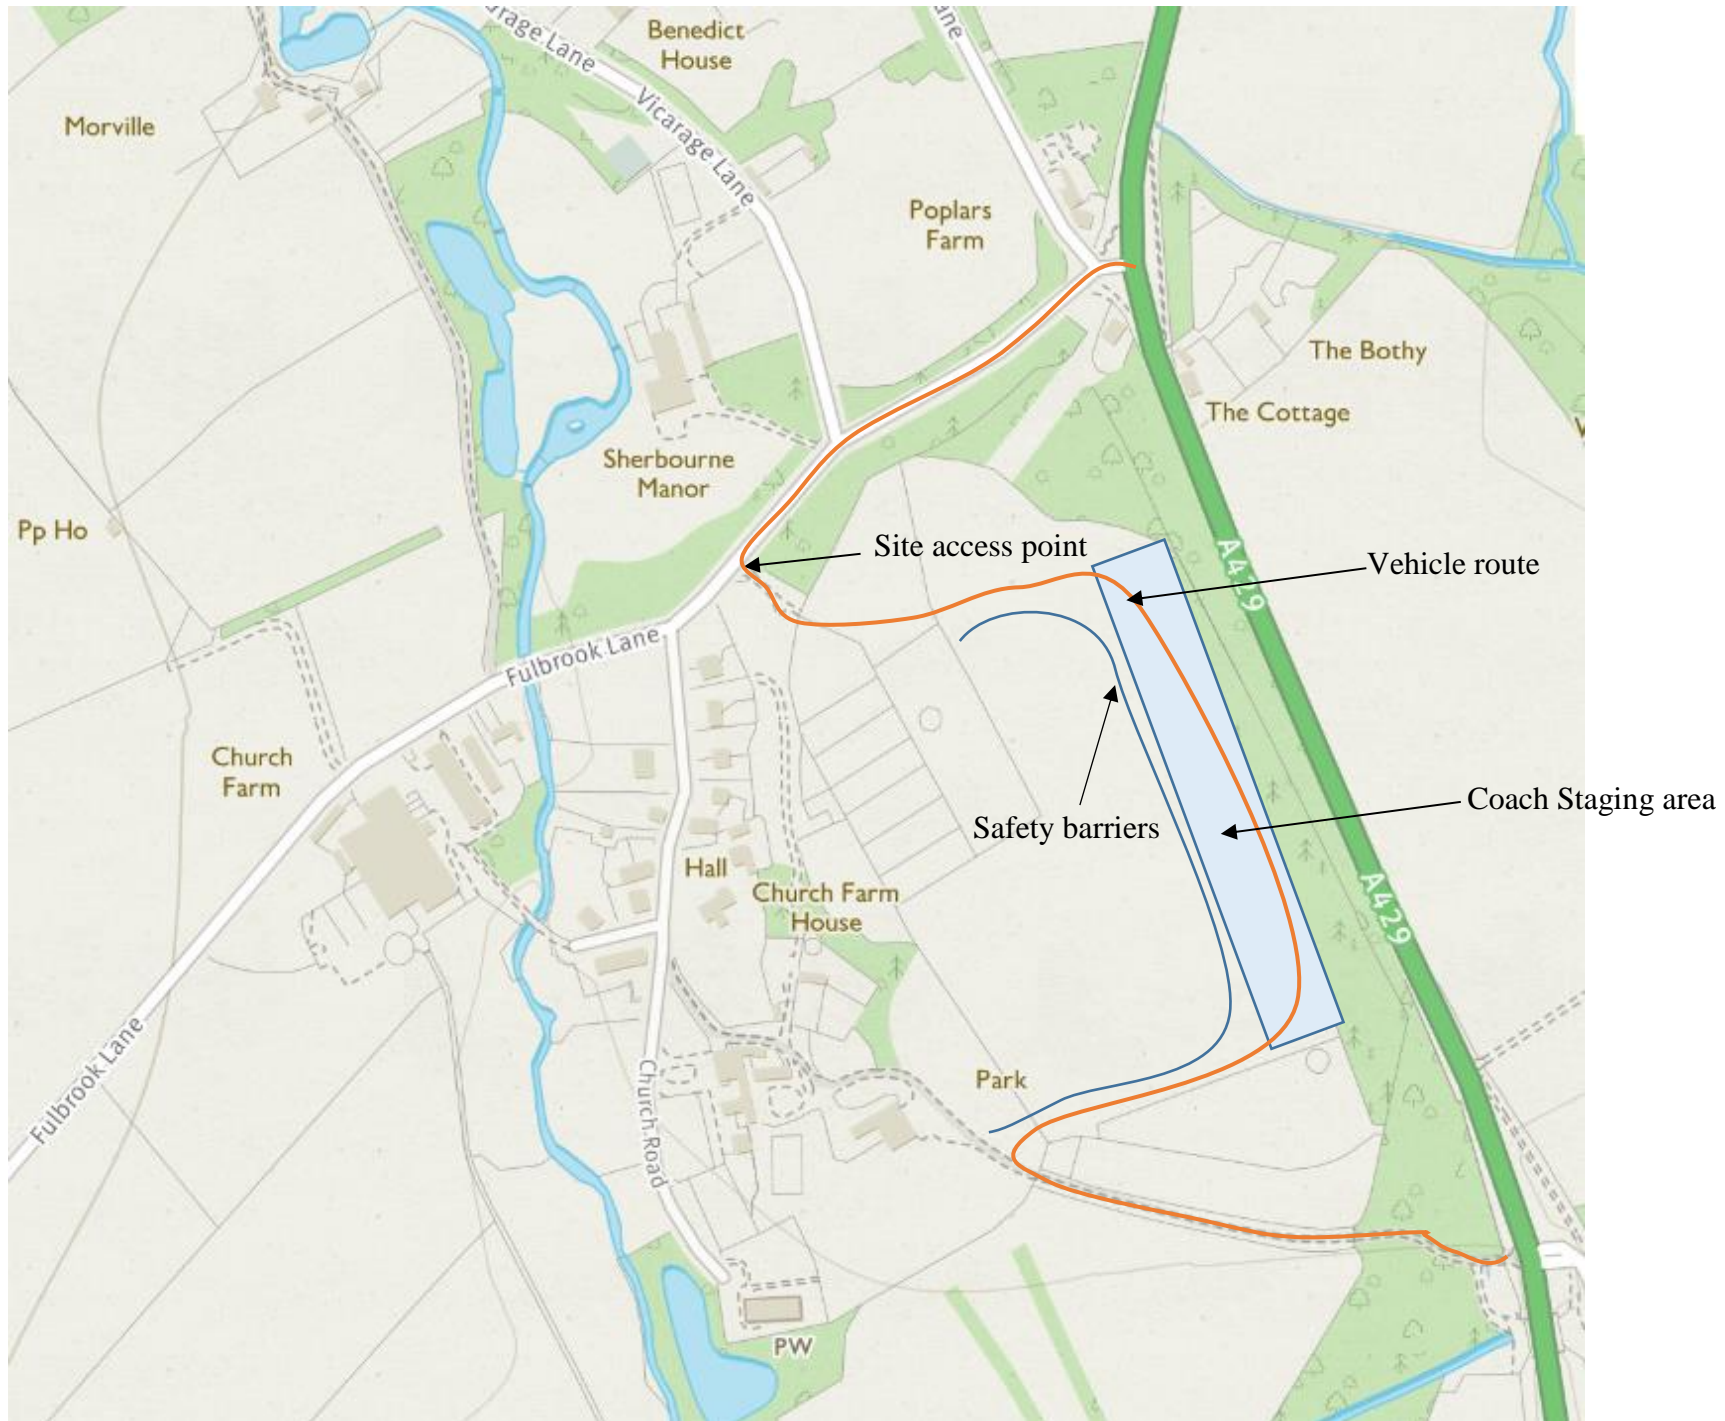 arage Lane
Benedict
House
ane
Morville
Vicarage Lane
Poplars
Farm
The Bothy
The Cottage
Sherbourne
Manor
Pp Ho
Site access point
A429
Vehicle route
Fulbrook Lane
Church
Farm
Safety barriers
Coach Staging area
Hall
Church Farm
House
A429
Fulbrook Lane
Church Road
Park
PW